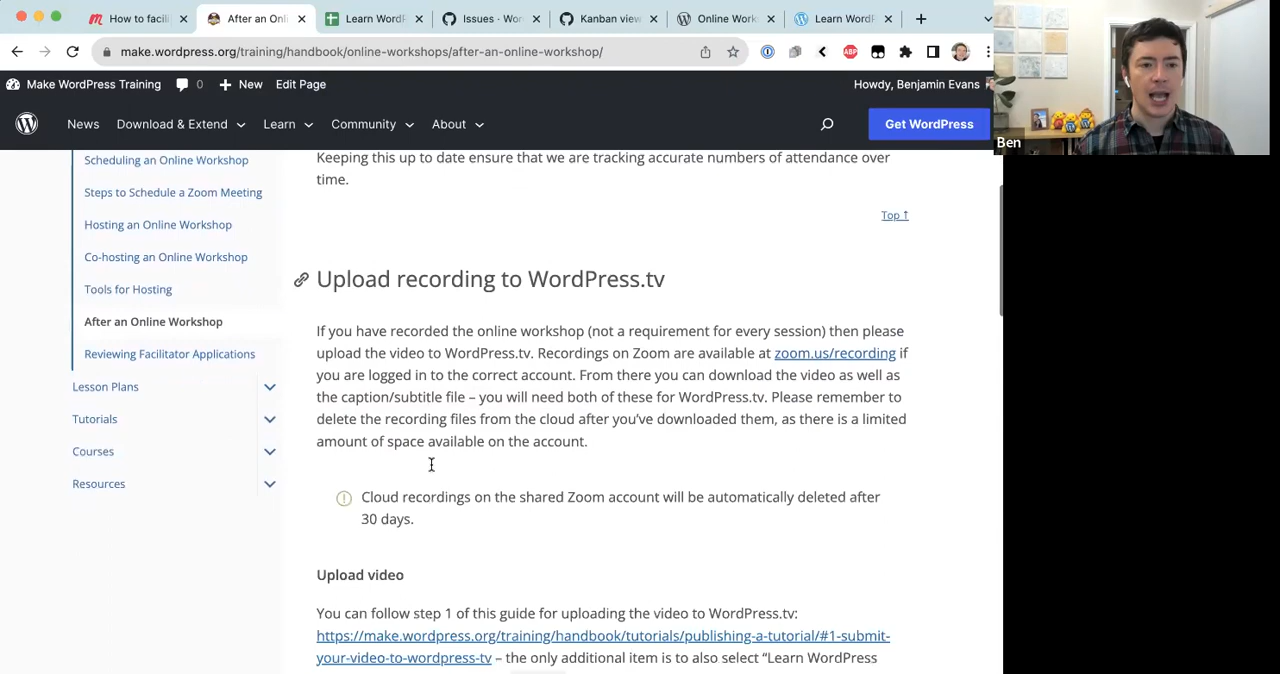 How to facili
After an Onli
Learn WordP
Issues · Wor
Kanban view
Online Work
Learn WordP
make.wordpress.org/training/handbook/online-workshops/after-an-online-workshop/
ABP
Make WordPress Training
0
New
Edit Page
Howdy, Benjamin Evans
News
Download & Extend
Learn
Community
About
Get WordPress
Ben
Scheduling an Online Workshop
Steps to Schedule a Zoom Meeting
Hosting an Online Workshop
Co-hosting an Online Workshop
Tools for Hosting
After an Online Workshop
Reviewing Facilitator Applications
Lesson Plans
Tutorials
Courses
Resources
Keeping this up to date ensure that we are tracking accurate numbers of attendance over
time.
Top ↑
Upload recording to WordPress.tv
If you have recorded the online workshop (not a requirement for every session) then please
upload the video to WordPress.tv. Recordings on Zoom are available at zoom.us/recording if
you are logged in to the correct account. From there you can download the video as well as
the caption/subtitle file – you will need both of these for WordPress.tv. Please remember to
delete the recording files from the cloud after you've downloaded them, as there is a limited
amount of space available on the account.
Cloud recordings on the shared Zoom account will be automatically deleted after
30 days.
Upload video
You can follow step 1 of this guide for uploading the video to WordPress.tv:
https://make.wordpress.org/training/handbook/tutorials/publishing-a-tutorial/#1-submit-
your-video-to-wordpress-tv – the only additional item is to also select “Learn WordPress